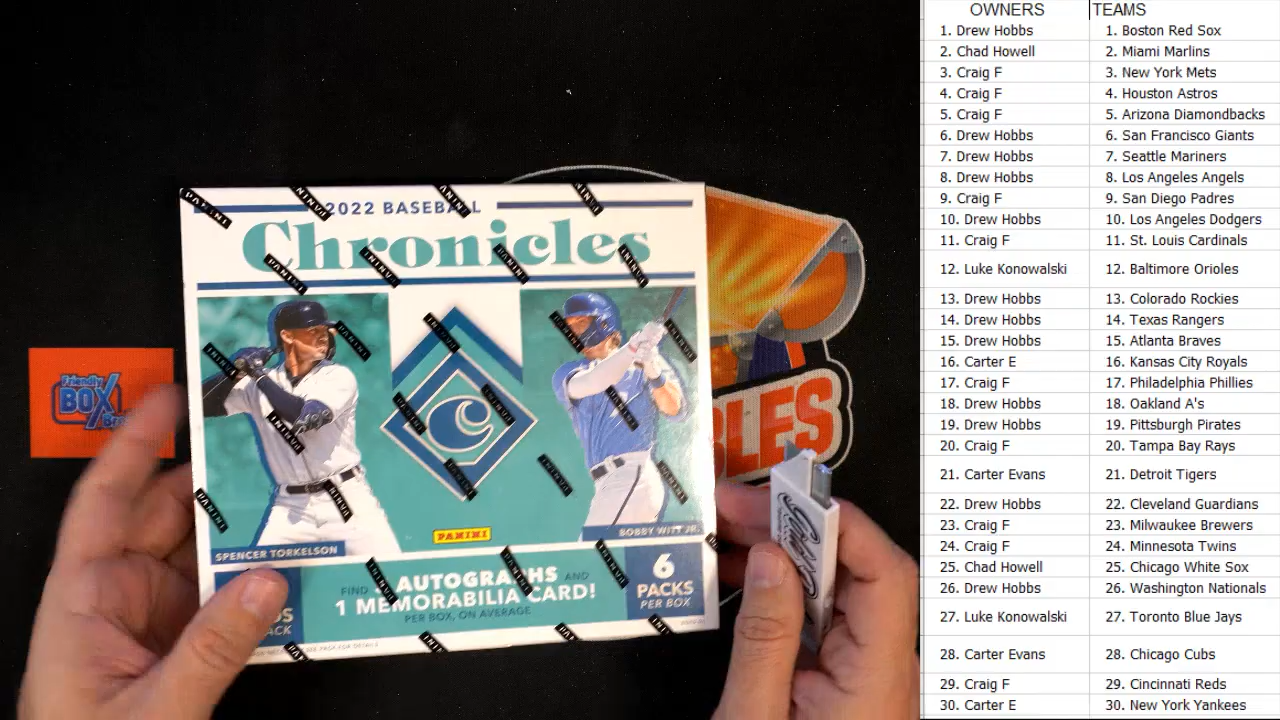 OWNERS TEAMS
1. Drew Hobbs 1. Boston Red Sox
2. Chad Howell 2. Miami Marlins
3. Craig F 3. New York Mets
4. Craig F 4. Houston Astros
5. Craig F 5. Arizona Diamondbacks
6. Drew Hobbs 6. San Francisco Giants
7. Drew Hobbs 7. Seattle Mariners
8. Drew Hobbs 8. Los Angeles Angels
9. Craig F 9. San Diego Padres
10. Drew Hobbs 10. Los Angeles Dodgers
11. Craig F 11. St. Louis Cardinals
12. Luke Konowalski 12. Baltimore Orioles
13. Drew Hobbs 13. Colorado Rockies
14. Drew Hobbs 14. Texas Rangers
15. Drew Hobbs 15. Atlanta Braves
16. Carter E 16. Kansas City Royals
17. Craig F 17. Philadelphia Phillies
18. Drew Hobbs 18. Oakland A's
19. Drew Hobbs 19. Pittsburgh Pirates
20. Craig F 20. Tampa Bay Rays
21. Carter Evans 21. Detroit Tigers
22. Drew Hobbs 22. Cleveland Guardians
23. Craig F 23. Milwaukee Brewers
24. Craig F 24. Minnesota Twins
25. Chad Howell 25. Chicago White Sox
26. Drew Hobbs 26. Washington Nationals
27. Luke Konowalski 27. Toronto Blue Jays
28. Carter Evans 28. Chicago Cubs
29. Craig F 29. Cincinnati Reds
30. Carter E 30. New York Yankees
2022 BASEBALL
Chronicles
PANINI
SPENCER TORKELSON
BOBBY WITT JR.
FIND AUTOGRAPHS AND
1 MEMORABILIA CARD!
PER BOX, ON AVERAGE
6
PACKS
PER BOX
Friendly
BOX
BLES